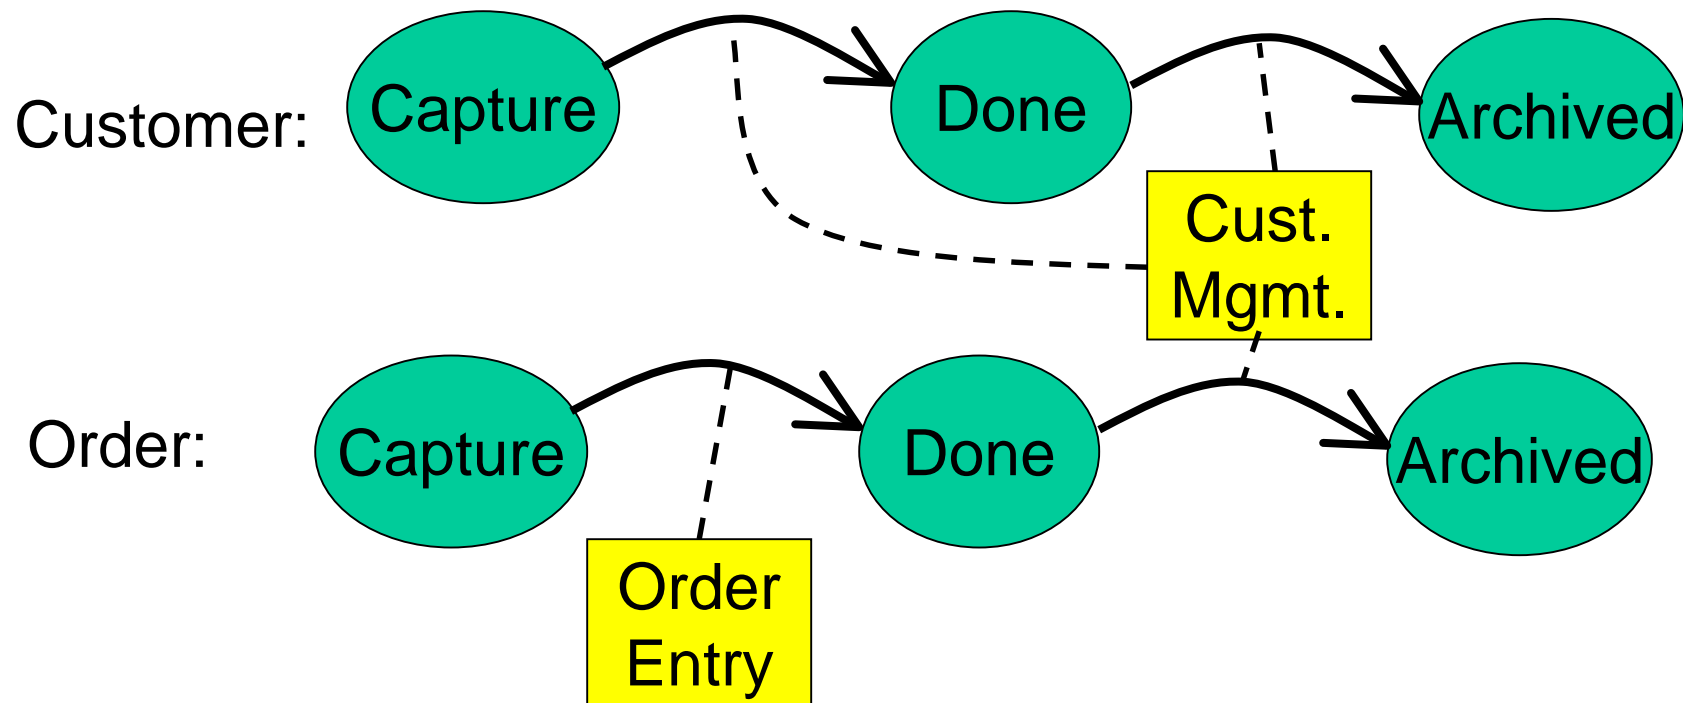 Customer:
Capture
Done
Archived
Cust.
Mgmt.
Order:
Capture
Done
Archived
Order
Entry